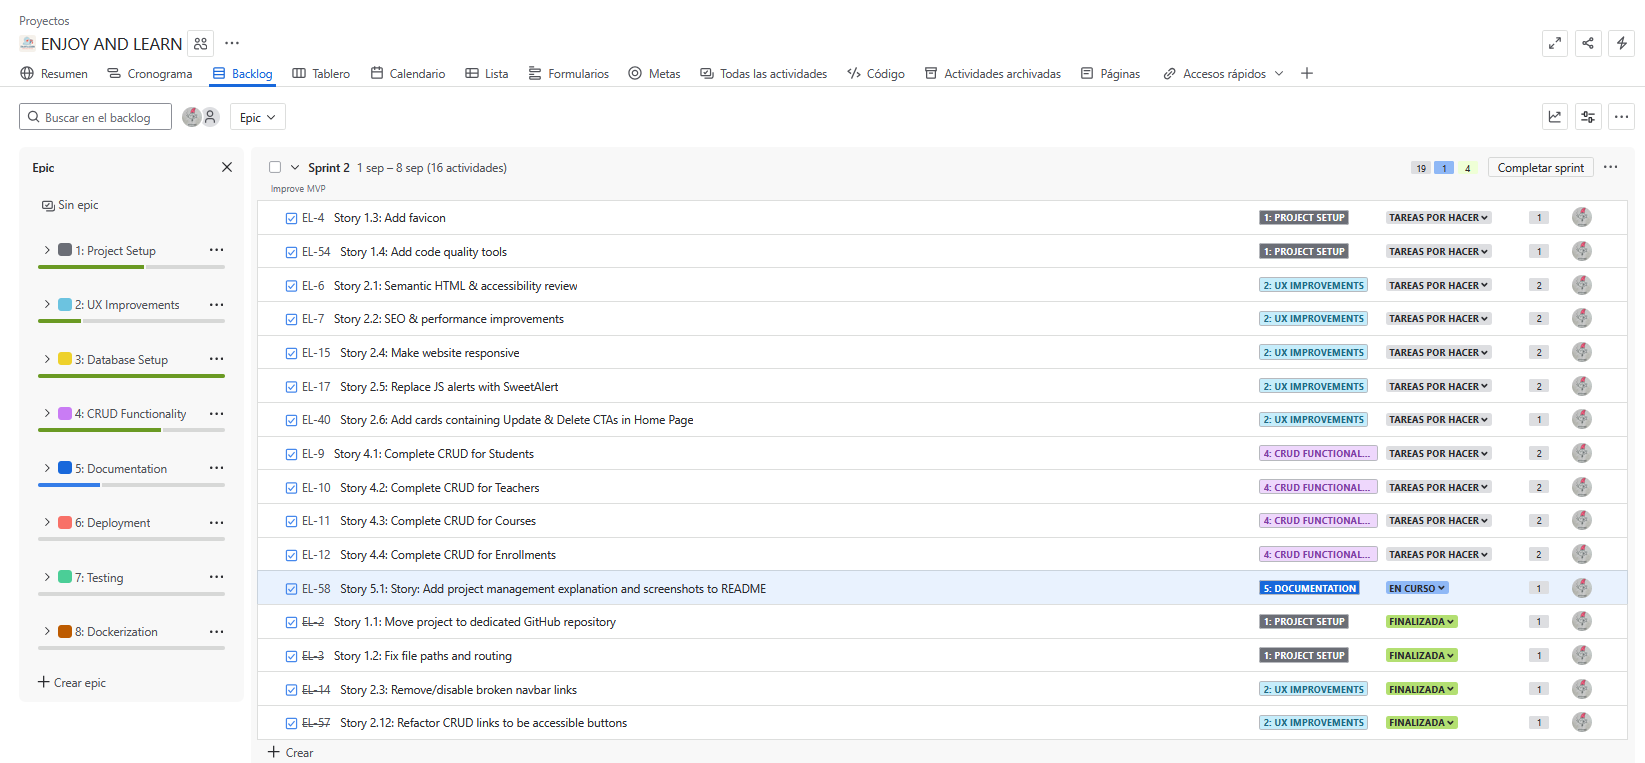 Proyectos
ENJOY AND LEARN
Resumen Cronograma Backlog Tablero Calendario Lista Formularios Metas Todas las actividades Código Actividades archivadas Páginas Accesos rápidos
Buscar en el backlog Epic
Epic
Sin epic
1: Project Setup
2: UX Improvements
3: Database Setup
4: CRUD Functionality
5: Documentation
6: Deployment
7: Testing
8: Dockerization
Crear epic
Sprint 2 1 sep – 8 sep (16 actividades) 19 1 4 Completar sprint
Improve MVP
EL-4 Story 1.3: Add favicon 1: PROJECT SETUP TAREAS POR HACER 1
EL-54 Story 1.4: Add code quality tools 1: PROJECT SETUP TAREAS POR HACER 1
EL-6 Story 2.1: Semantic HTML & accessibility review 2: UX IMPROVEMENTS TAREAS POR HACER 2
EL-7 Story 2.2: SEO & performance improvements 2: UX IMPROVEMENTS TAREAS POR HACER 2
EL-15 Story 2.4: Make website responsive 2: UX IMPROVEMENTS TAREAS POR HACER 2
EL-17 Story 2.5: Replace JS alerts with SweetAlert 2: UX IMPROVEMENTS TAREAS POR HACER 2
EL-40 Story 2.6: Add cards containing Update & Delete CTAs in Home Page 2: UX IMPROVEMENTS TAREAS POR HACER 1
EL-9 Story 4.1: Complete CRUD for Students 4: CRUD FUNCTIONAL... TAREAS POR HACER 2
EL-10 Story 4.2: Complete CRUD for Teachers 4: CRUD FUNCTIONAL... TAREAS POR HACER 2
EL-11 Story 4.3: Complete CRUD for Courses 4: CRUD FUNCTIONAL... TAREAS POR HACER 2
EL-12 Story 4.4: Complete CRUD for Enrollments 4: CRUD FUNCTIONAL... TAREAS POR HACER 2
EL-58 Story 5.1: Story: Add project management explanation and screenshots to README 5: DOCUMENTATION EN CURSO 1
EL-2 Story 1.1: Move project to dedicated GitHub repository 1: PROJECT SETUP FINALIZADA 1
EL-3 Story 1.2: Fix file paths and routing 1: PROJECT SETUP FINALIZADA 1
EL-14 Story 2.3: Remove/disable broken navbar links 2: UX IMPROVEMENTS FINALIZADA 1
EL-57 Story 2.12: Refactor CRUD links to be accessible buttons 2: UX IMPROVEMENTS FINALIZADA 1
Crear